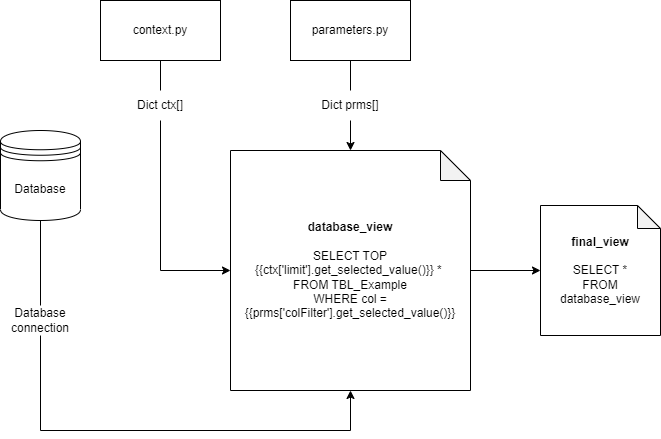 context.py
parameters.py
Dict ctx[]
Dict prms[]
Database
database_view
SELECT TOP
{{ctx['limit'].get_selected_value()}} *
FROM TBL_Example
WHERE col =
{{prms['colFilter'].get_selected_value()}}
final_view
SELECT *
FROM
database_view
Database
connection